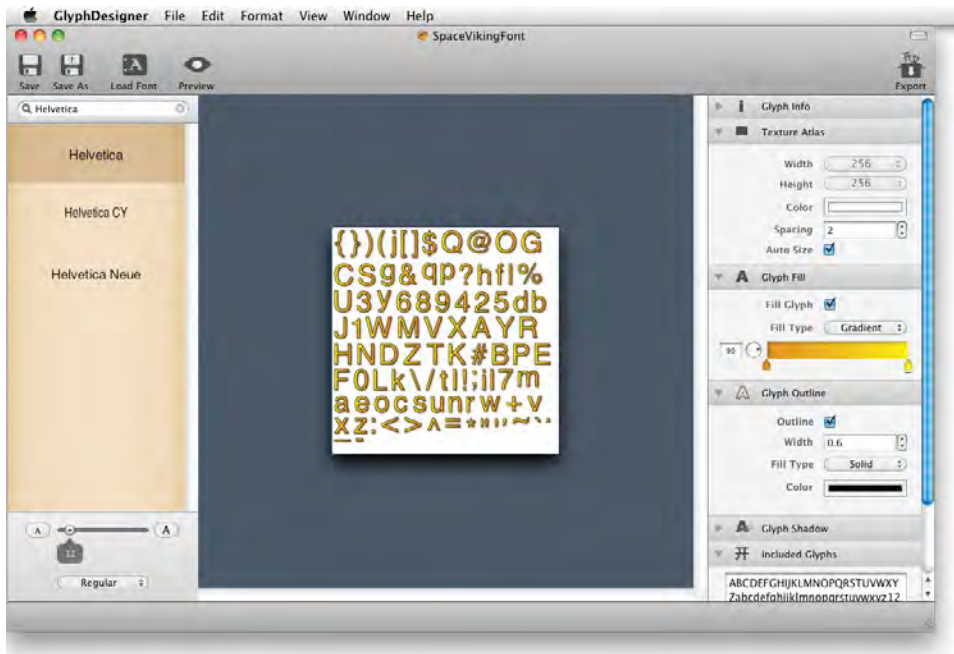 GlyphDesigner File Edit Format View Window Help
SpaceVikingFont
Save Save As Load Font Preview
Export
Helvetica
Helvetica
Helvetica CY
Helvetica Neue
A A
12
Regular
{})(j[]$Q@OG
CSg&qp?hfl%
U3y689425db
J1WMVXAYR
HNDZTK#BPE
F0Lk\/tI!;il7m
aeocsunrw+v
xz:<>^=*"',~`.
_-
Glyph Info
Texture Atlas
Width 256
Height 256
Color
Spacing 2
Auto Size
Glyph Fill
Fill Glyph
Fill Type Gradient
90
Glyph Outline
Outline
Width 0.6
Fill Type Solid
Color
Glyph Shadow
Included Glyphs
ABCDEFGHIJKLMNOPQRSTUVWXY
Zabcdefghijklmnopqrstuvwxyz12